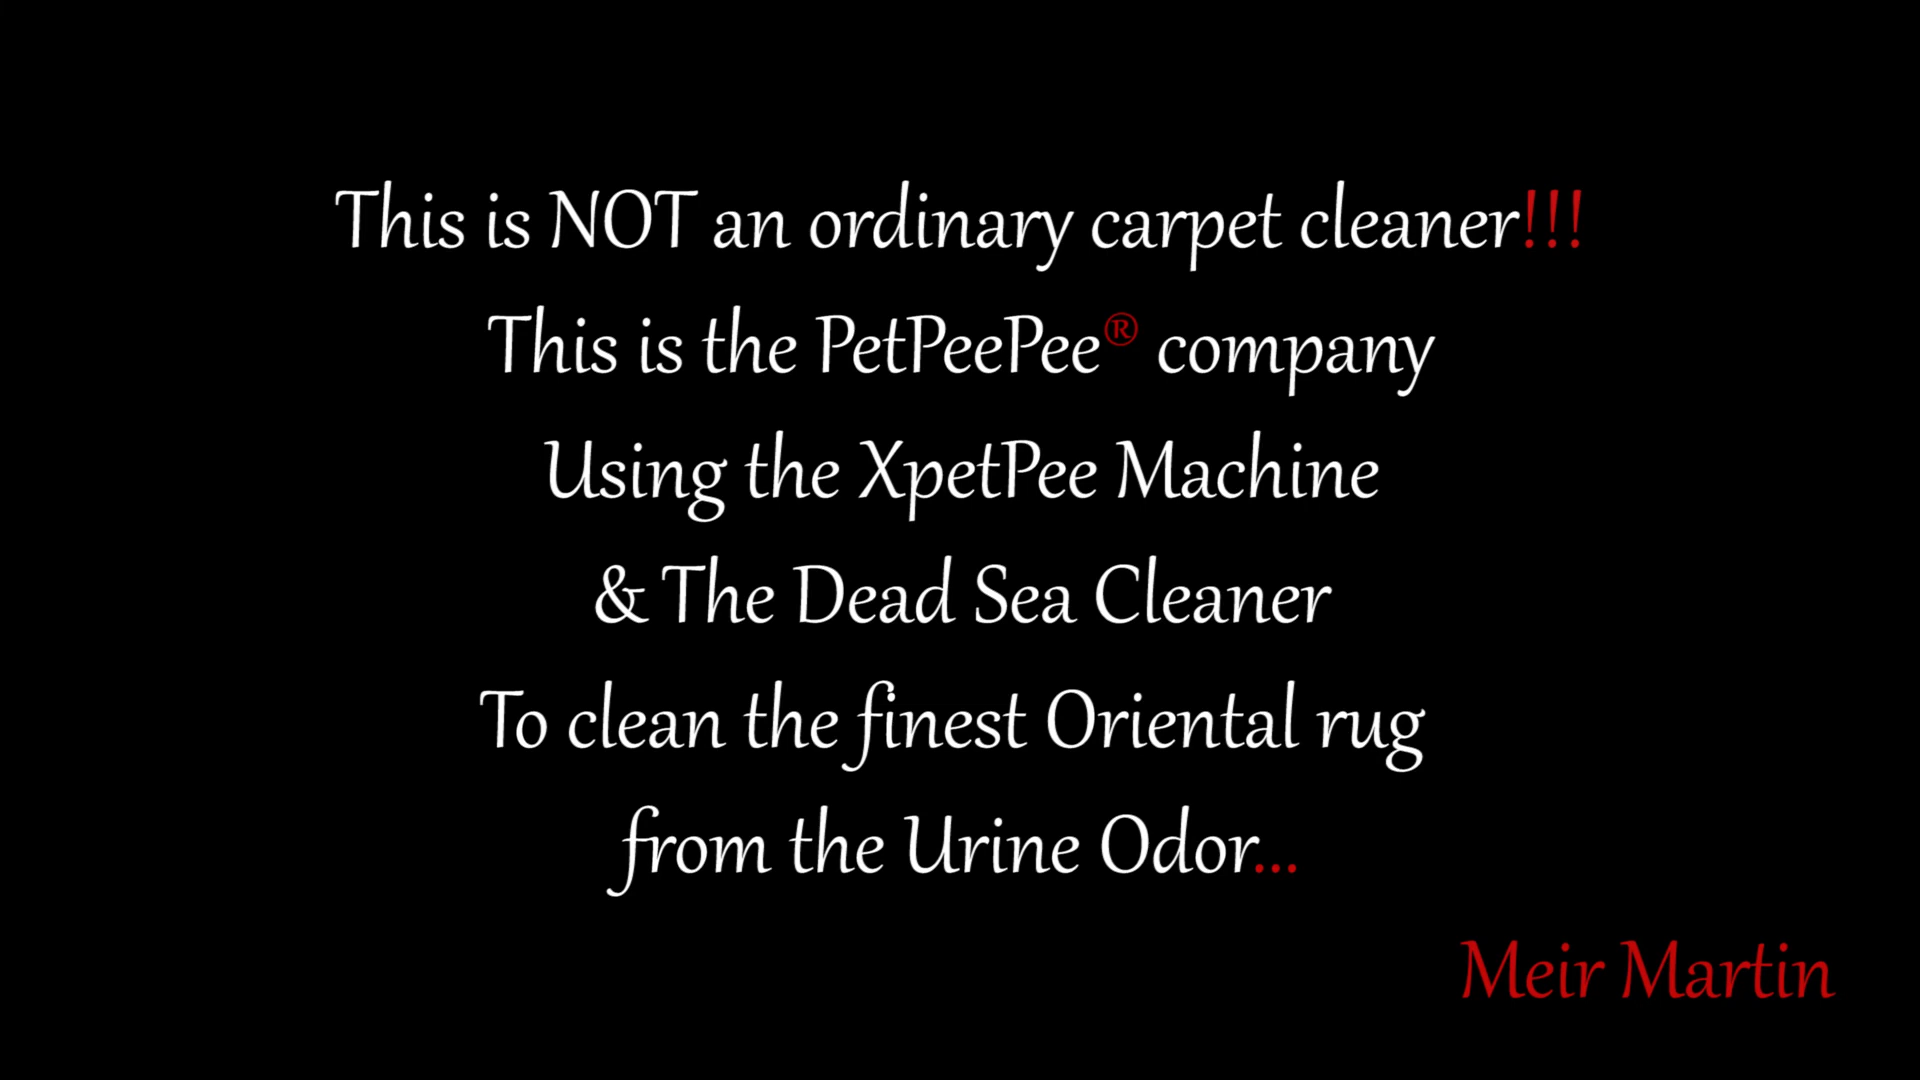 This is NOT an ordinary carpet cleaner!!!
This is the PetPeePee® company
Using the XpetPee Machine
& The Dead Sea Cleaner
To clean the finest Oriental rug
from the Urine Odor...
Meir Martin